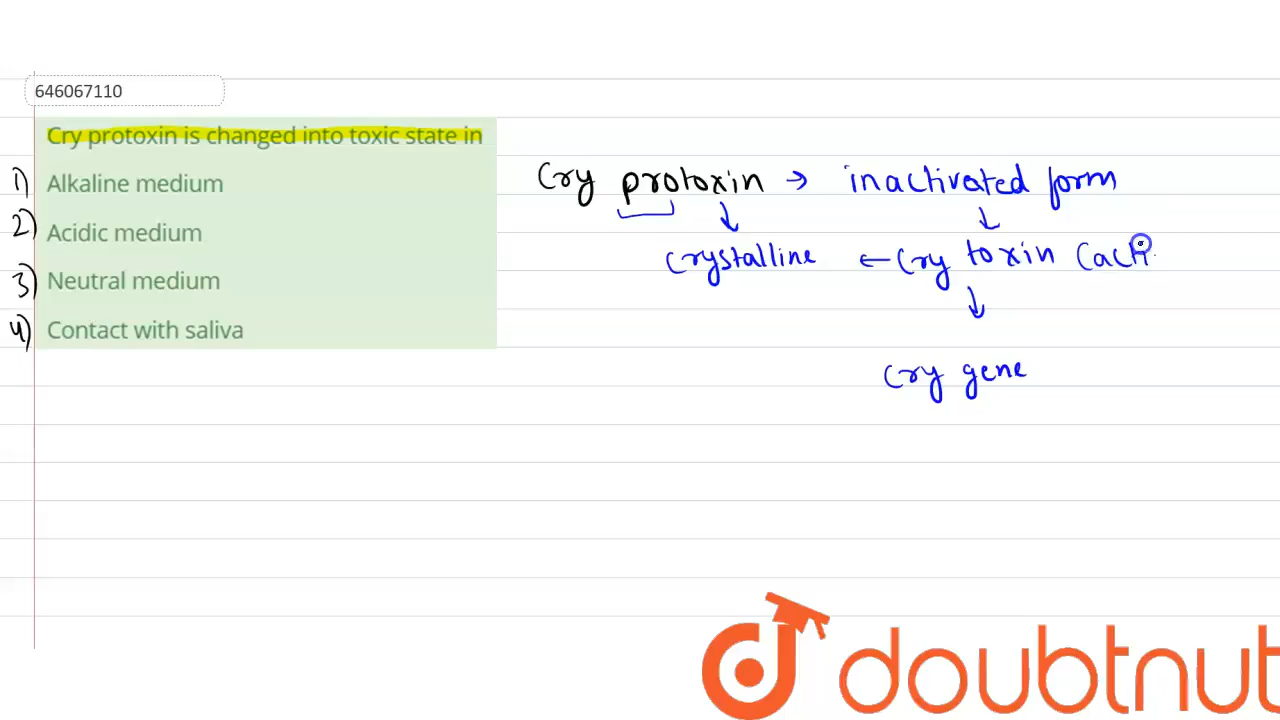 646067110
Cry protoxin is changed into toxic state in
1) Alkaline medium
2) Acidic medium
3) Neutral medium
4) Contact with saliva
Cry protoxin → inactivated form
↓ ↓
Crystalline ← Cry toxin
↓
Cry gene
doubtnut